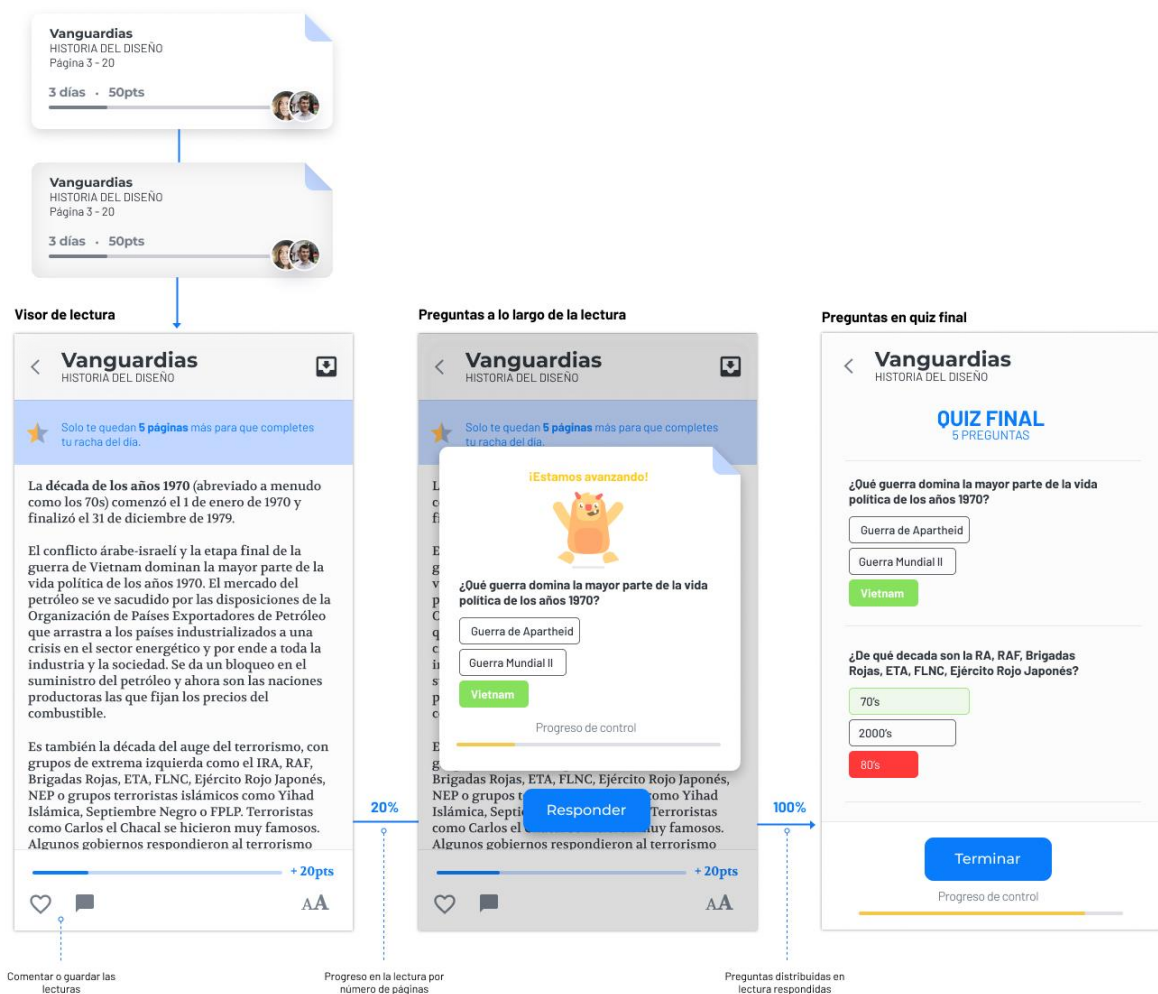 Vanguardias
HISTORIA DEL DISEÑO
Página 3 - 20
3 días · 50pts
Vanguardias
HISTORIA DEL DISEÑO
Página 3 - 20
3 días · 50pts
Visor de lectura
Vanguardias
HISTORIA DEL DISEÑO
Solo te quedan 5 páginas más para que completes
tu racha del día.
La década de los años 1970 (abreviado a menudo
como los 70s) comenzó el 1 de enero de 1970 y
finalizó el 31 de diciembre de 1979.
El conflicto árabe-israelí y la etapa final de la
guerra de Vietnam dominan la mayor parte de la
vida política de los años 1970. El mercado del
petróleo se ve sacudido por las disposiciones de la
Organización de Países Exportadores de Petróleo
que arrastra a los países industrializados a una
crisis en el sector energético y por ende a toda la
industria y la sociedad. Se da un bloqueo en el
suministro del petróleo y ahora son las naciones
productoras las que fijan los precios del
combustible.
Es también la década del auge del terrorismo, con
grupos de extrema izquierda como el IRA, RAF,
Brigadas Rojas, ETA, FLNC, Ejército Rojo Japonés,
NEP o grupos terroristas islámicos como Yihad
Islámica, Septiembre Negro o FPLP. Terroristas
como Carlos el Chacal se hicieron muy famosos.
Algunos gobiernos respondieron al terrorismo
+ 20pts
AA
Comentar o guardar las
lecturas
20%
Progreso en la lectura por
número de páginas
Preguntas a lo largo de la lectura
Vanguardias
HISTORIA DEL DISEÑO
Solo te quedan 5 páginas más para que completes
tu racha del día.
¡Estamos avanzando!
¿Qué guerra domina la mayor parte de la vida
política de los años 1970?
Guerra de Apartheid
Guerra Mundial II
Vietnam
Progreso de control
Brigadas Rojas, ETA, FLNC, Ejército Rojo Japonés,
NEP o grupos t omo Yihad
Islámica, Septi Terroristas
como Carlos el muy famosos.
Responder
Algunos gobiernos respondieron al terrorismo
+ 20pts
AA
100%
Preguntas distribuidas en
lectura respondidas
Preguntas en quiz final
Vanguardias
HISTORIA DEL DISEÑO
QUIZ FINAL
5 PREGUNTAS
¿Qué guerra domina la mayor parte de la vida
política de los años 1970?
Guerra de Apartheid
Guerra Mundial II
Vietnam
¿De qué decada son la RA, RAF, Brigadas
Rojas, ETA, FLNC, Ejército Rojo Japonés?
70's
2000's
80's
Terminar
Progreso de control